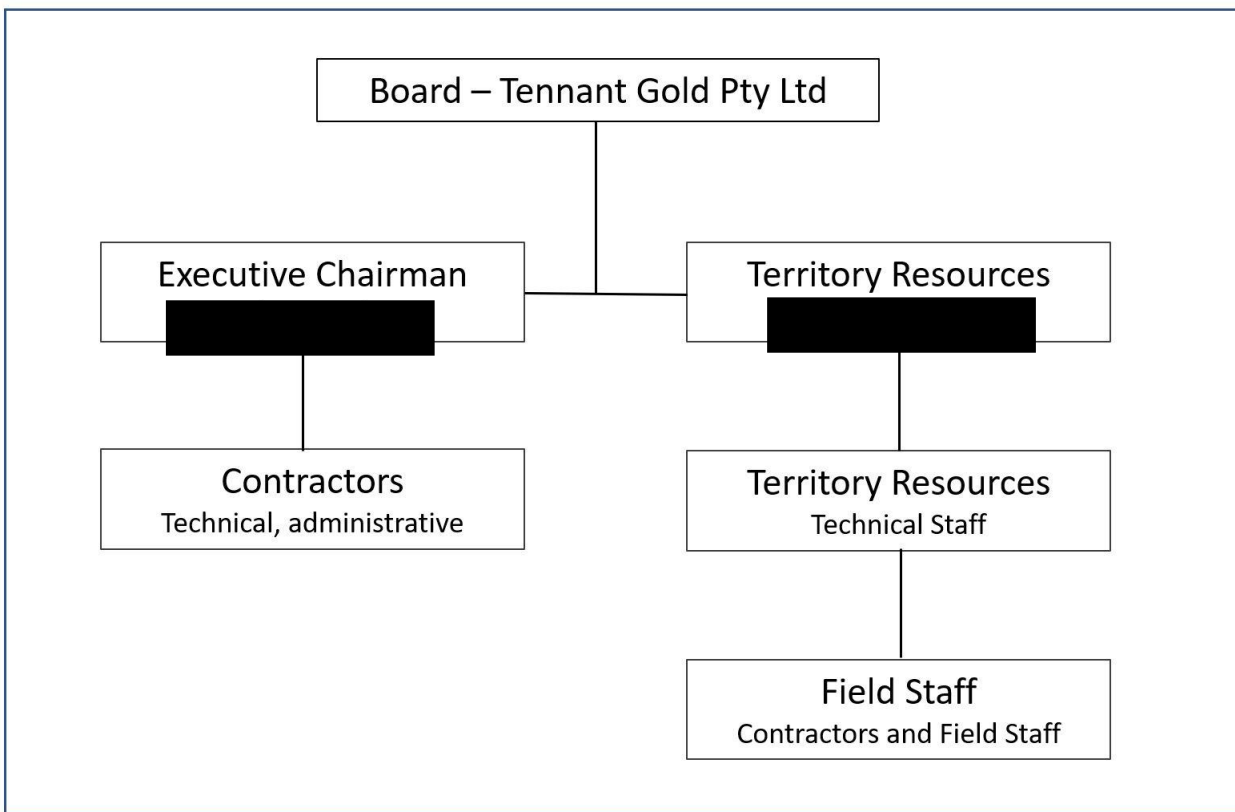 Board – Tennant Gold Pty Ltd
Executive Chairman
Territory Resources
Contractors
Technical, administrative
Territory Resources
Technical Staff
Field Staff
Contractors and Field Staff